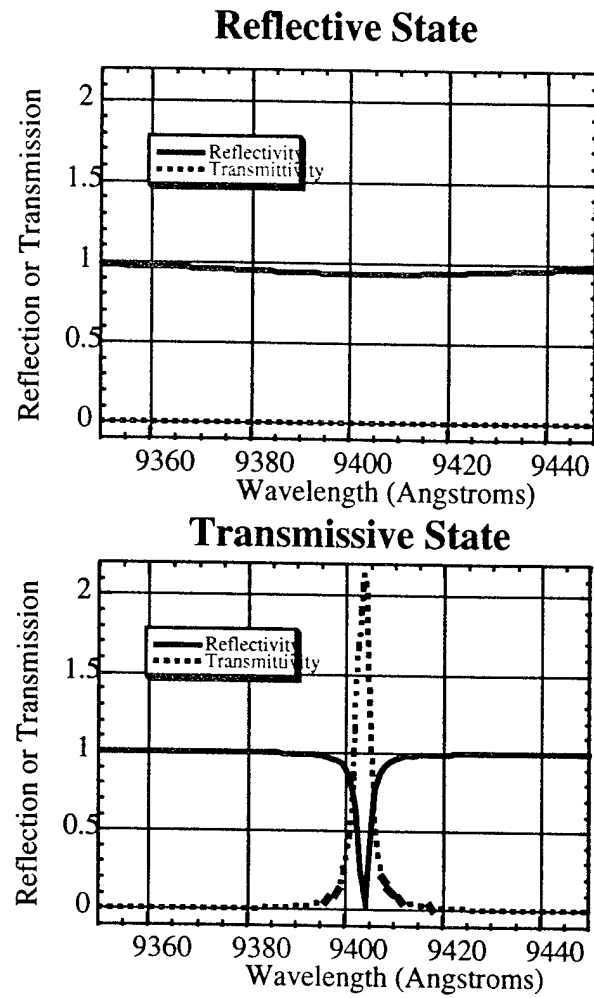 Reflective State
Reflection or Transmission
2
1.5
1
0.5
0
Reflectivity
Transmittivity
9360 9380 9400 9420 9440
Wavelength (Angstroms)
Transmissive State
Reflection or Transmission
2
1.5
1
0.5
0
Reflectivity
Transmittivity
9360 9380 9400 9420 9440
Wavelength (Angstroms)